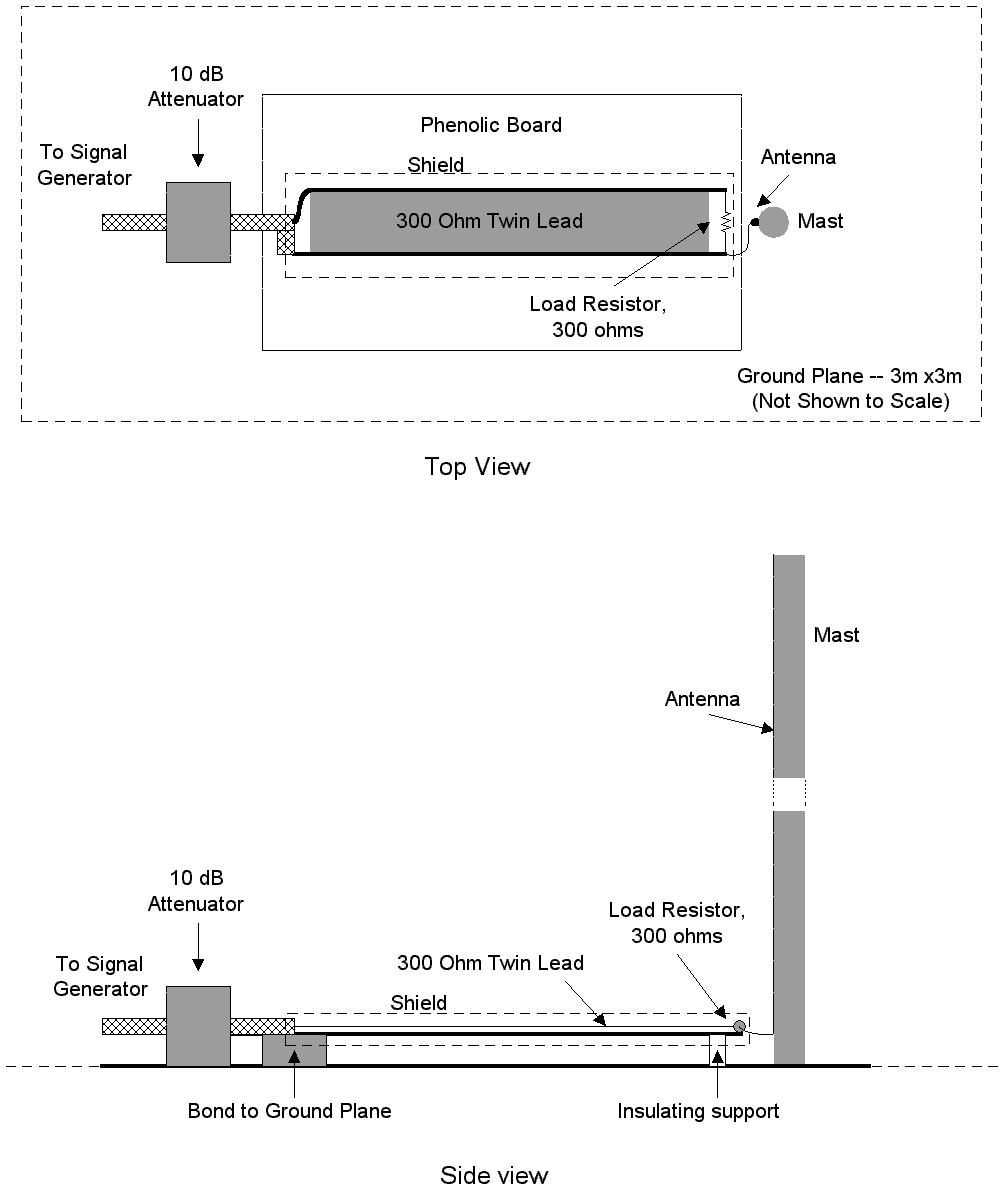 10 dB
Attenuator
To Signal
Generator
Phenolic Board
Shield
300 Ohm Twin Lead
Antenna
Mast
Load Resistor,
300 ohms
Ground Plane -- 3m x3m
(Not Shown to Scale)
Top View
Mast
Antenna
10 dB
Attenuator
Load Resistor,
300 ohms
To Signal
Generator
300 Ohm Twin Lead
Shield
Bond to Ground Plane
Insulating support
Side view